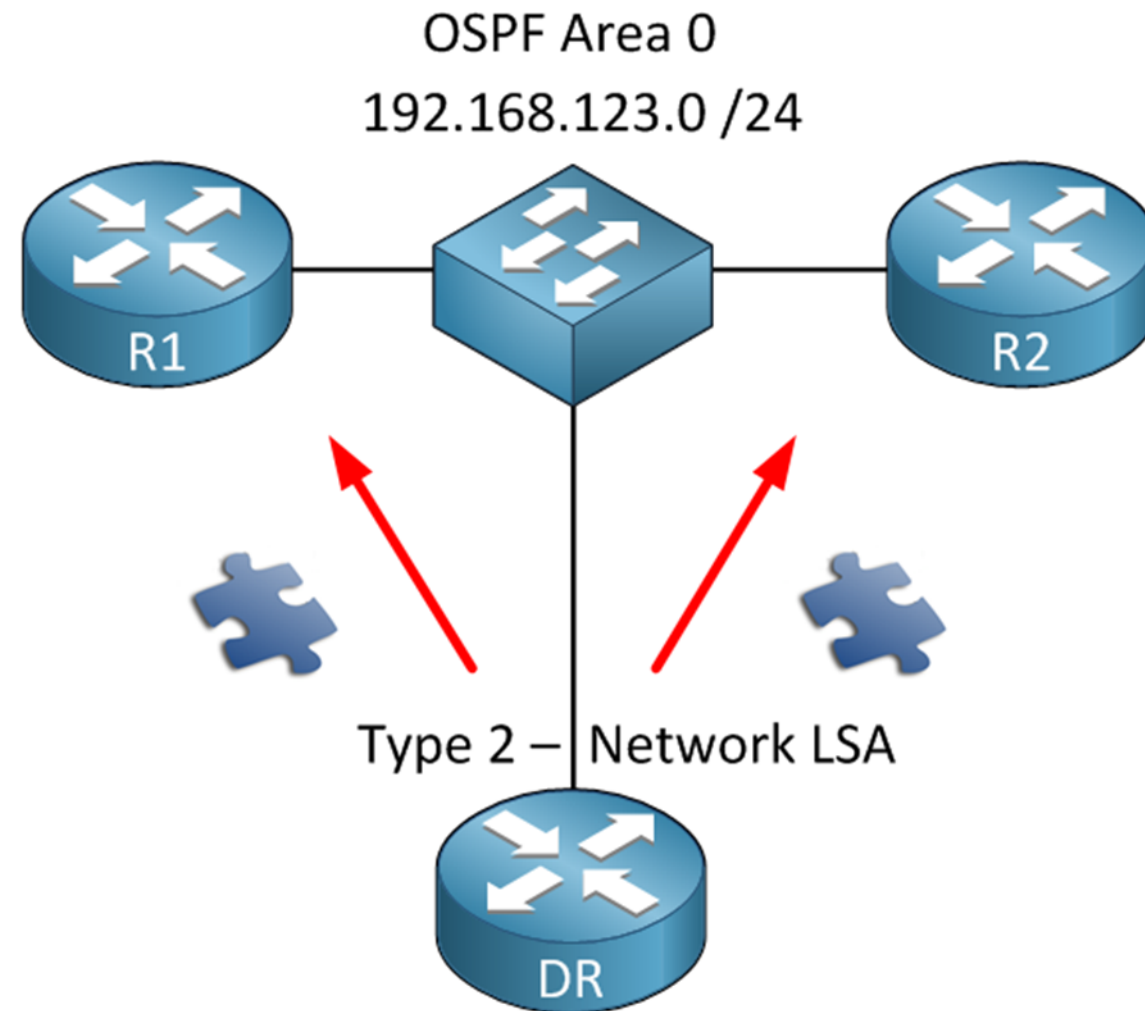 OSPF Area 0
192.168.123.0 /24
R1
R2
Type 2 – Network LSA
DR